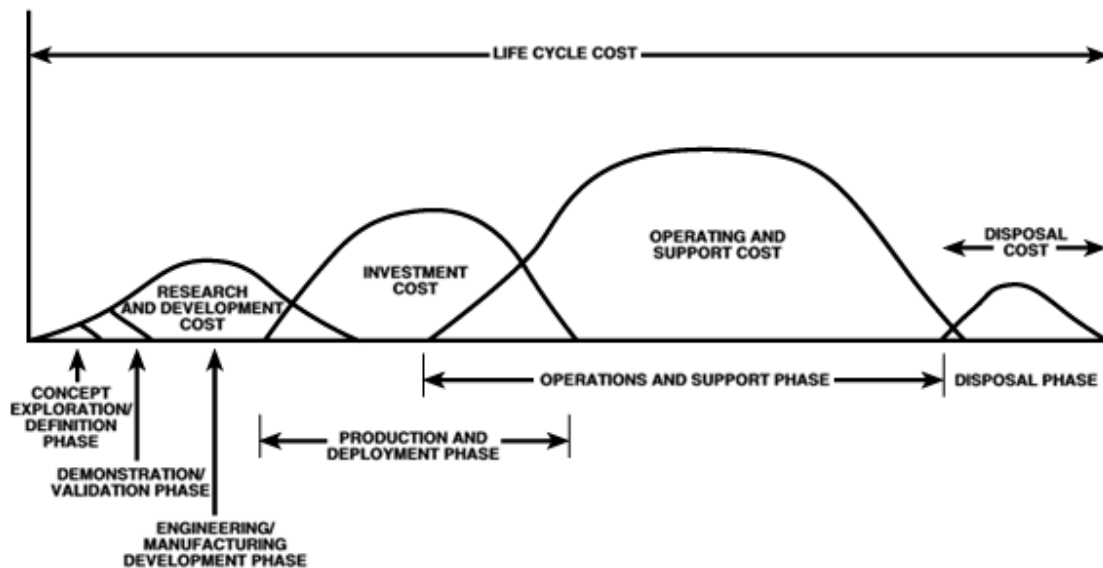 LIFE CYCLE COST
RESEARCH
AND DEVELOPMENT
COST
INVESTMENT
COST
OPERATING AND
SUPPORT COST
DISPOSAL
COST
CONCEPT
EXPLORATION/
DEFINITION
PHASE
DEMONSTRATION/
VALIDATION PHASE
ENGINEERING/
MANUFACTURING
DEVELOPMENT PHASE
PRODUCTION AND
DEPLOYMENT PHASE
OPERATIONS AND SUPPORT PHASE
DISPOSAL PHASE